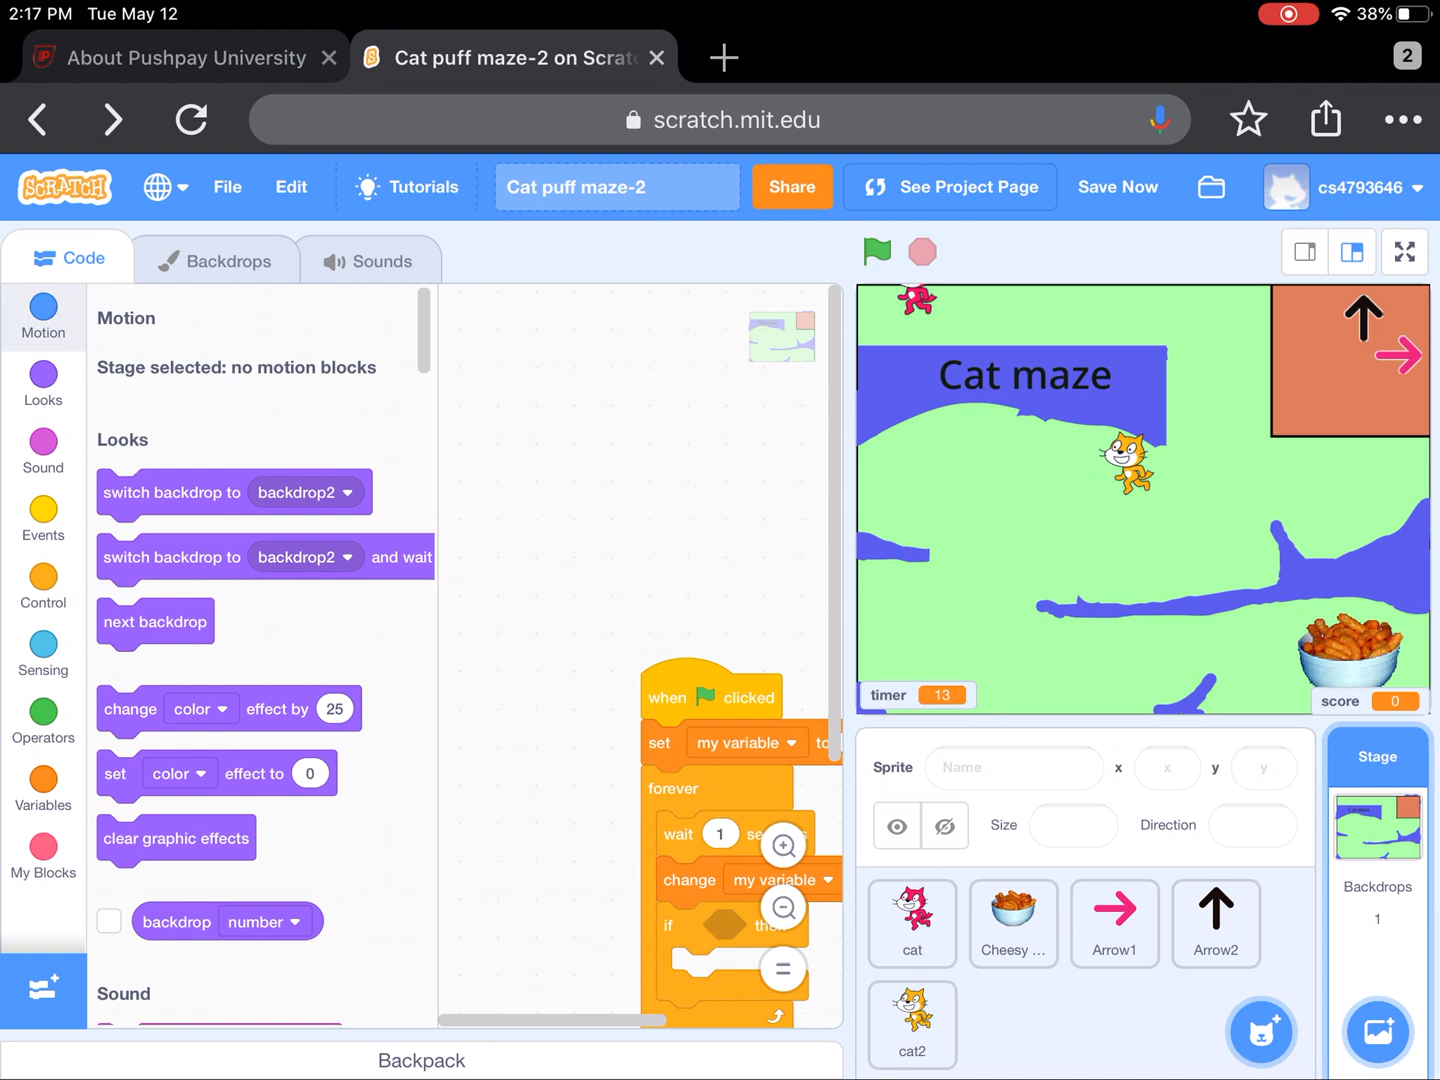 2:17 PM Tue May 12
38%
About Pushpay University
Cat puff maze-2 on Scratc
2
scratch.mit.edu
SCRATCH
File
Edit
Tutorials
Cat puff maze-2
Share
See Project Page
Save Now
cs4793646
Code
Backdrops
Sounds
Motion
Looks
Sound
Events
Control
Sensing
Operators
Variables
My Blocks
Motion
Stage selected: no motion blocks
Looks
switch backdrop to backdrop2
switch backdrop to backdrop2 and wait
next backdrop
change color effect by 25
set color effect to 0
clear graphic effects
backdrop number
Sound
when clicked
set my variable to
forever
wait 1
change my variable
if
Cat maze
timer 13
score 0
Sprite Name x x y y
Size
Direction
cat
Cheesy ...
Arrow1
Arrow2
cat2
Stage
Cat maze
Backdrops
1
Backpack